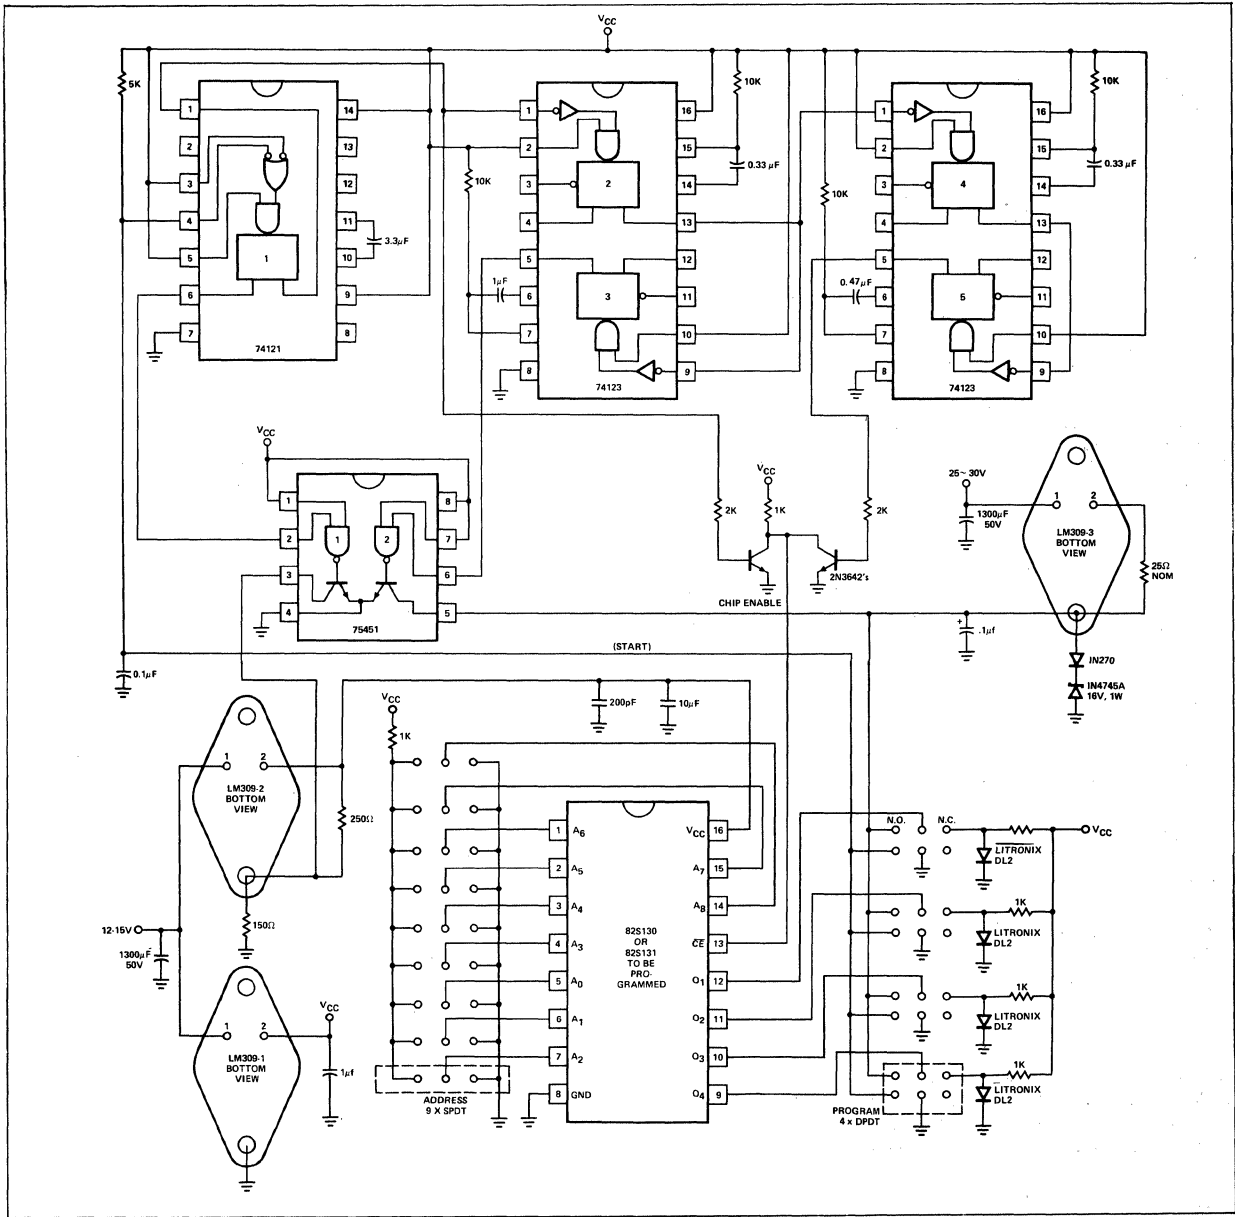 VCC
5K
10K
10K
1
2
3
4
5
6
7
14
13
12
11
10
9
8
3.3µF
1
74121
10K
1µF
1
2
3
4
5
6
7
8
16
15
14
13
12
11
10
9
2
3
74123
0.33 µF
10K
0.47µF
1
2
3
4
5
6
7
8
16
15
14
13
12
11
10
9
4
5
74123
0.33 µF
VCC
1
2
3
4
8
7
6
5
1
2
75451
2K
VCC
1K
2K
2N3642's
CHIP ENABLE
25~ 30V
1300µF
50V
1
2
LM309-3
BOTTOM
VIEW
25Ω
NOM
+
.1µf
IN270
IN4745A
16V, 1W
(START)
0.1µF
200pF
10µF
VCC
1K
1
2
LM309-2
BOTTOM
VIEW
250Ω
150Ω
12-15V
1300µF
50V
1
2
LM309-1
BOTTOM
VIEW
VCC
1µf
ADDRESS
9 X SPDT
1 A6
2 A5
3 A4
4 A3
5 A0
6 A1
7 A2
8 GND
82S130
OR
82S131
TO BE
PRO-
GRAMMED
VCC 16
A7 15
A8 14
CE 13
O1 12
O2 11
O3 10
O4 9
N.O.
N.C.
VCC
LITRONIX
DL2
1K
LITRONIX
DL2
1K
LITRONIX
DL2
1K
LITRONIX
DL2
PROGRAM
4 x DPDT